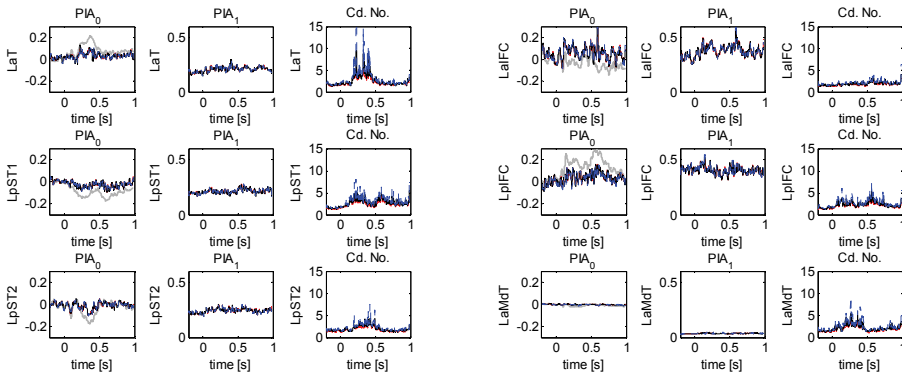 PIA0 PIA1 Cd. No. PIA0 PIA1 Cd. No.
LaT 0.2 0 -0.2 LaT 0.5 0 LaT 15 10 5 0 LaIFC 0.2 0 -0.2 LaIFC 0.5 0 LaIFC 15 10 5 0
0 0.5 1 0 0.5 1 0 0.5 1 0 0.5 1 0 0.5 1 0 0.5 1
time [s] time [s] time [s] time [s] time [s] time [s]
PIA0 PIA1 Cd. No. PIA0 PIA1 Cd. No.
LpST1 0.2 0 -0.2 LpST1 0.5 0 LpST1 15 10 5 0 LpIFC 0.2 0 -0.2 LpIFC 0.5 0 LpIFC 15 10 5 0
0 0.5 1 0 0.5 1 0 0.5 1 0 0.5 1 0 0.5 1 0 0.5 1
time [s] time [s] time [s] time [s] time [s] time [s]
PIA0 PIA1 Cd. No. PIA0 PIA1 Cd. No.
LpST2 0.2 0 -0.2 LpST2 0.5 0 LpST2 15 10 5 0 LaMdT 0.2 0 -0.2 LaMdT 0.5 0 LaMdT 15 10 5 0
0 0.5 1 0 0.5 1 0 0.5 1 0 0.5 1 0 0.5 1 0 0.5 1
time [s] time [s] time [s] time [s] time [s] time [s]